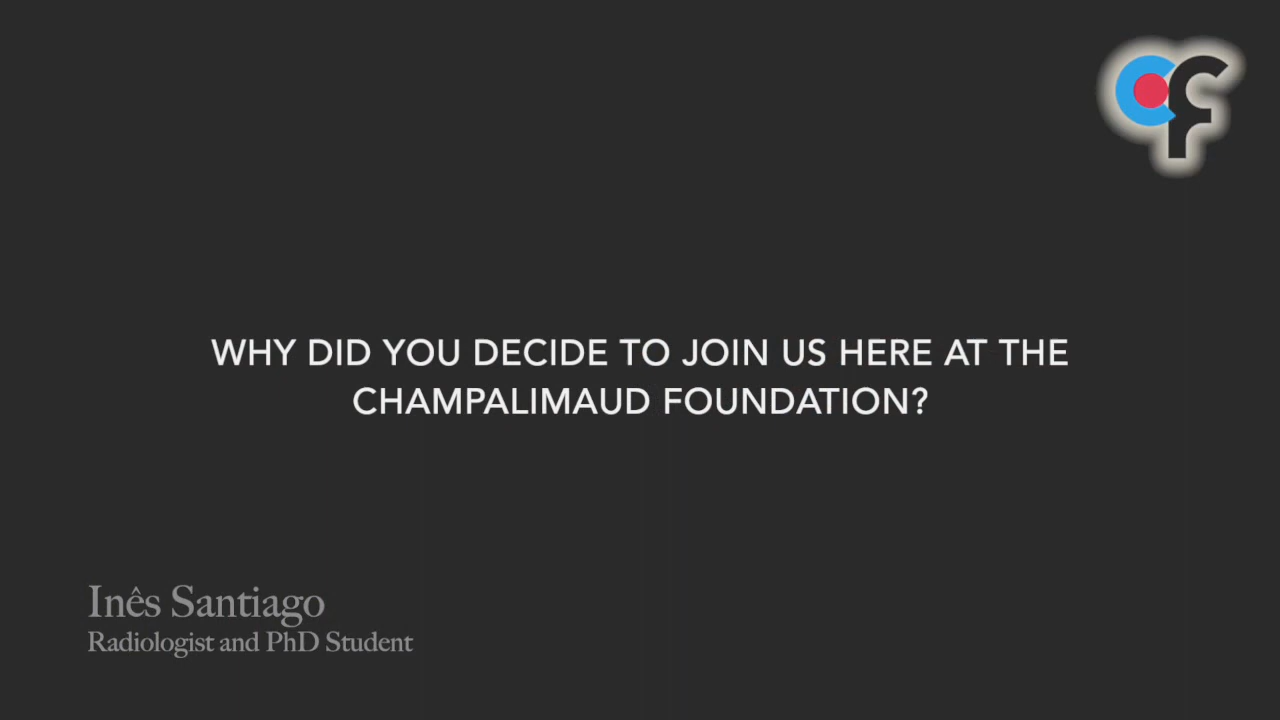 WHY DID YOU DECIDE TO JOIN US HERE AT THE
CHAMPALIMAUD FOUNDATION?
Inês Santiago
Radiologist and PhD Student